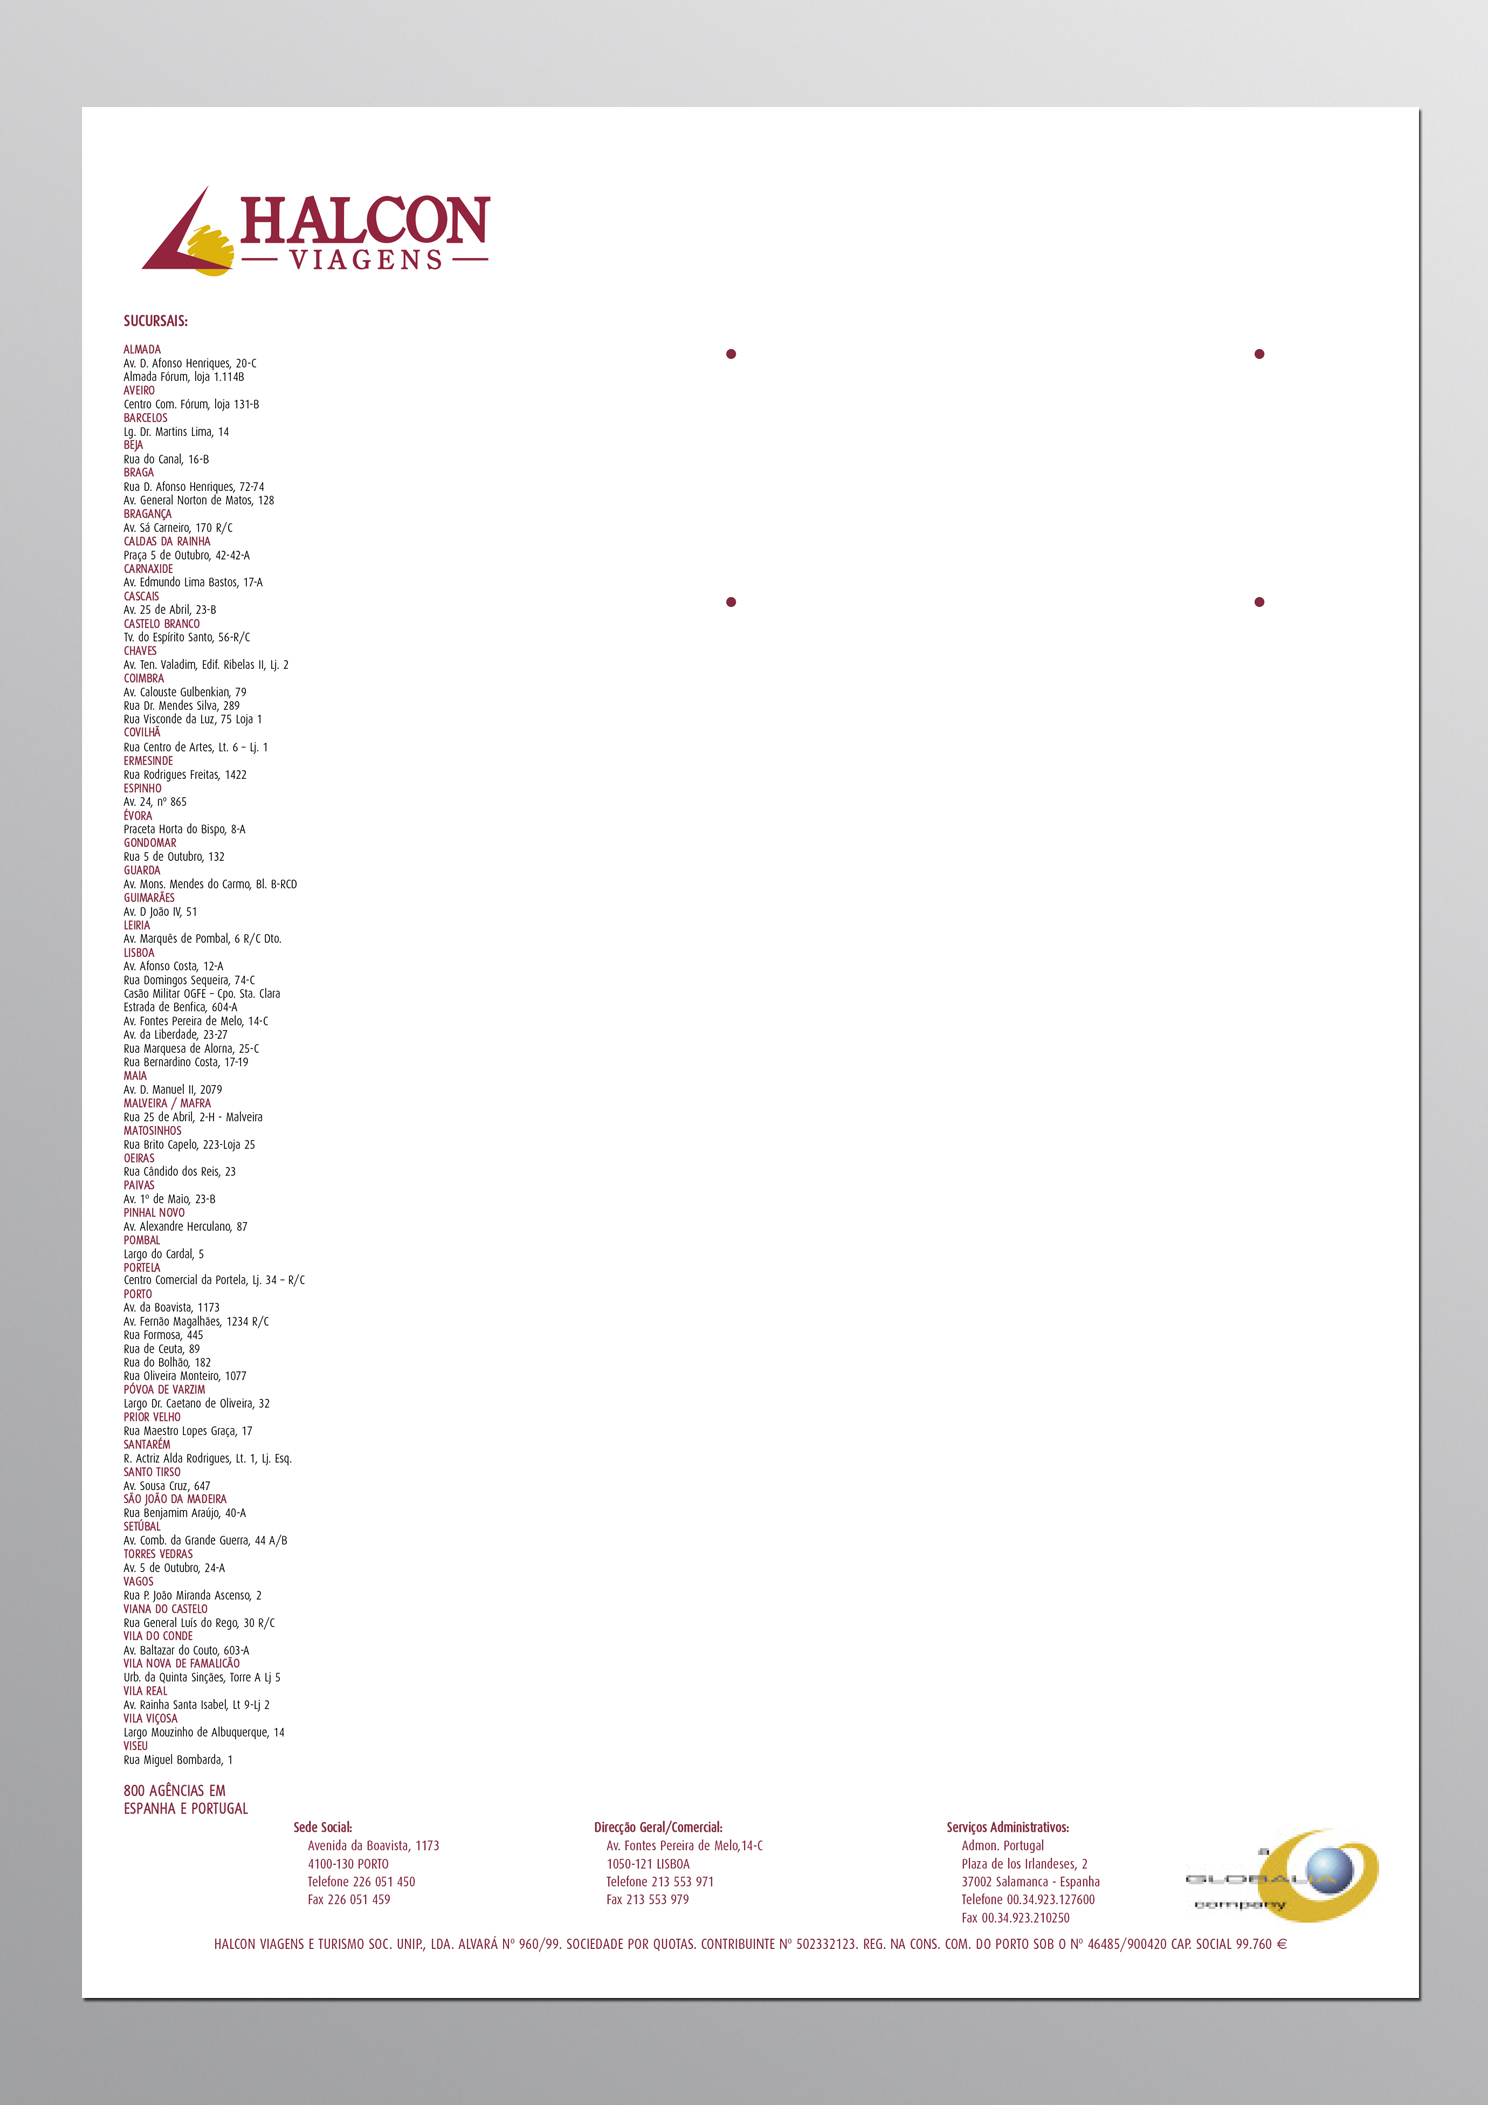 HALCON
VIAGENS
SUCURSAIS:
ALMADA
Av. D. Afonso Henriques, 20-C
Almada Fórum, loja 1.114B
AVEIRO
Centro Com. Fórum, loja 131-B
BARCELOS
Lg. Dr. Martins Lima, 14
BEJA
Rua do Canal, 16-B
BRAGA
Rua D. Afonso Henriques, 72-74
Av. General Norton de Matos, 128
BRAGANÇA
Av. Sá Carneiro, 170 R/C
CALDAS DA RAINHA
Praça 5 de Outubro, 42-42-A
CARNAXIDE
Av. Edmundo Lima Bastos, 17-A
CASCAIS
Av. 25 de Abril, 23-B
CASTELO BRANCO
Tv. do Espírito Santo, 56-R/C
CHAVES
Av. Ten. Valadim, Edif. Ribelas II, Lj. 2
COIMBRA
Av. Calouste Gulbenkian, 79
Rua Dr. Mendes Silva, 289
Rua Visconde da Luz, 75 Loja 1
COVILHÃ
Rua Centro de Artes, Lt. 6 – Lj. 1
ERMESINDE
Rua Rodrigues Freitas, 1422
ESPINHO
Av. 24, nº 865
ÉVORA
Praceta Horta do Bispo, 8-A
GONDOMAR
Rua 5 de Outubro, 132
GUARDA
Av. Mons. Mendes do Carmo, Bl. B-RCD
GUIMARÃES
Av. D João IV, 51
LEIRIA
Av. Marquês de Pombal, 6 R/C Dto.
LISBOA
Av. Afonso Costa, 12-A
Rua Domingos Sequeira, 74-C
Casão Militar OGFE – Cpo. Sta. Clara
Estrada de Benfica, 604-A
Av. Fontes Pereira de Melo, 14-C
Av. da Liberdade, 23-27
Rua Marquesa de Alorna, 25-C
Rua Bernardino Costa, 17-19
MAIA
Av. D. Manuel II, 2079
MALVEIRA / MAFRA
Rua 25 de Abril, 2-H - Malveira
MATOSINHOS
Rua Brito Capelo, 223-Loja 25
OEIRAS
Rua Cândido dos Reis, 23
PAIVAS
Av. 1º de Maio, 23-B
PINHAL NOVO
Av. Alexandre Herculano, 87
POMBAL
Largo do Cardal, 5
PORTELA
Centro Comercial da Portela, Lj. 34 – R/C
PORTO
Av. da Boavista, 1173
Av. Fernão Magalhães, 1234 R/C
Rua Formosa, 445
Rua de Ceuta, 89
Rua do Bolhão, 182
Rua Oliveira Monteiro, 1077
PÓVOA DE VARZIM
Largo Dr. Caetano de Oliveira, 32
PRIOR VELHO
Rua Maestro Lopes Graça, 17
SANTARÉM
R. Actriz Alda Rodrigues, Lt. 1, Lj. Esq.
SANTO TIRSO
Av. Sousa Cruz, 647
SÃO JOÃO DA MADEIRA
Rua Benjamim Araújo, 40-A
SETÚBAL
Av. Comb. da Grande Guerra, 44 A/B
TORRES VEDRAS
Av. 5 de Outubro, 24-A
VAGOS
Rua P. João Miranda Ascenso, 2
VIANA DO CASTELO
Rua General Luís do Rego, 30 R/C
VILA DO CONDE
Av. Baltazar do Couto, 603-A
VILA NOVA DE FAMALICÃO
Urb. da Quinta Sinçães, Torre A Lj 5
VILA REAL
Av. Rainha Santa Isabel, Lt 9-Lj 2
VILA VIÇOSA
Largo Mouzinho de Albuquerque, 14
VISEU
Rua Miguel Bombarda, 1
800 AGÊNCIAS EM
ESPANHA E PORTUGAL
Sede Social:
Avenida da Boavista, 1173
4100-130 PORTO
Telefone 226 051 450
Fax 226 051 459
Direcção Geral/Comercial:
Av. Fontes Pereira de Melo,14-C
1050-121 LISBOA
Telefone 213 553 971
Fax 213 553 979
Serviços Administrativos:
Admon. Portugal
Plaza de los Irlandeses, 2
37002 Salamanca - Espanha
Telefone 00.34.923.127600
Fax 00.34.923.210250
a
GLOBALIA
company
HALCON VIAGENS E TURISMO SOC. UNIP., LDA. ALVARÁ Nº 960/99. SOCIEDADE POR QUOTAS. CONTRIBUINTE Nº 502332123. REG. NA CONS. COM. DO PORTO SOB O Nº 46485/900420 CAP. SOCIAL 99.760 €